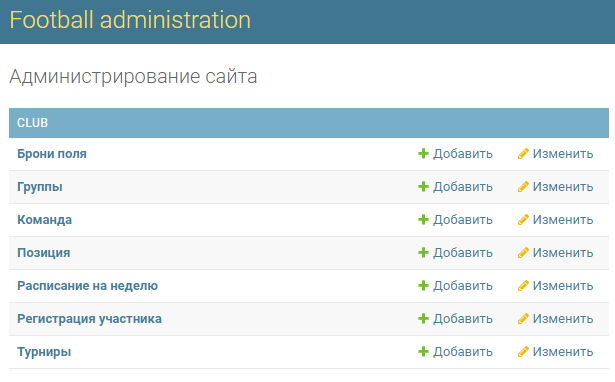 Football administration
Администрирование сайта
CLUB
Брони поля Добавить Изменить
Группы Добавить Изменить
Команда Добавить Изменить
Позиция Добавить Изменить
Расписание на неделю Добавить Изменить
Регистрация участника Добавить Изменить
Турниры Добавить Изменить